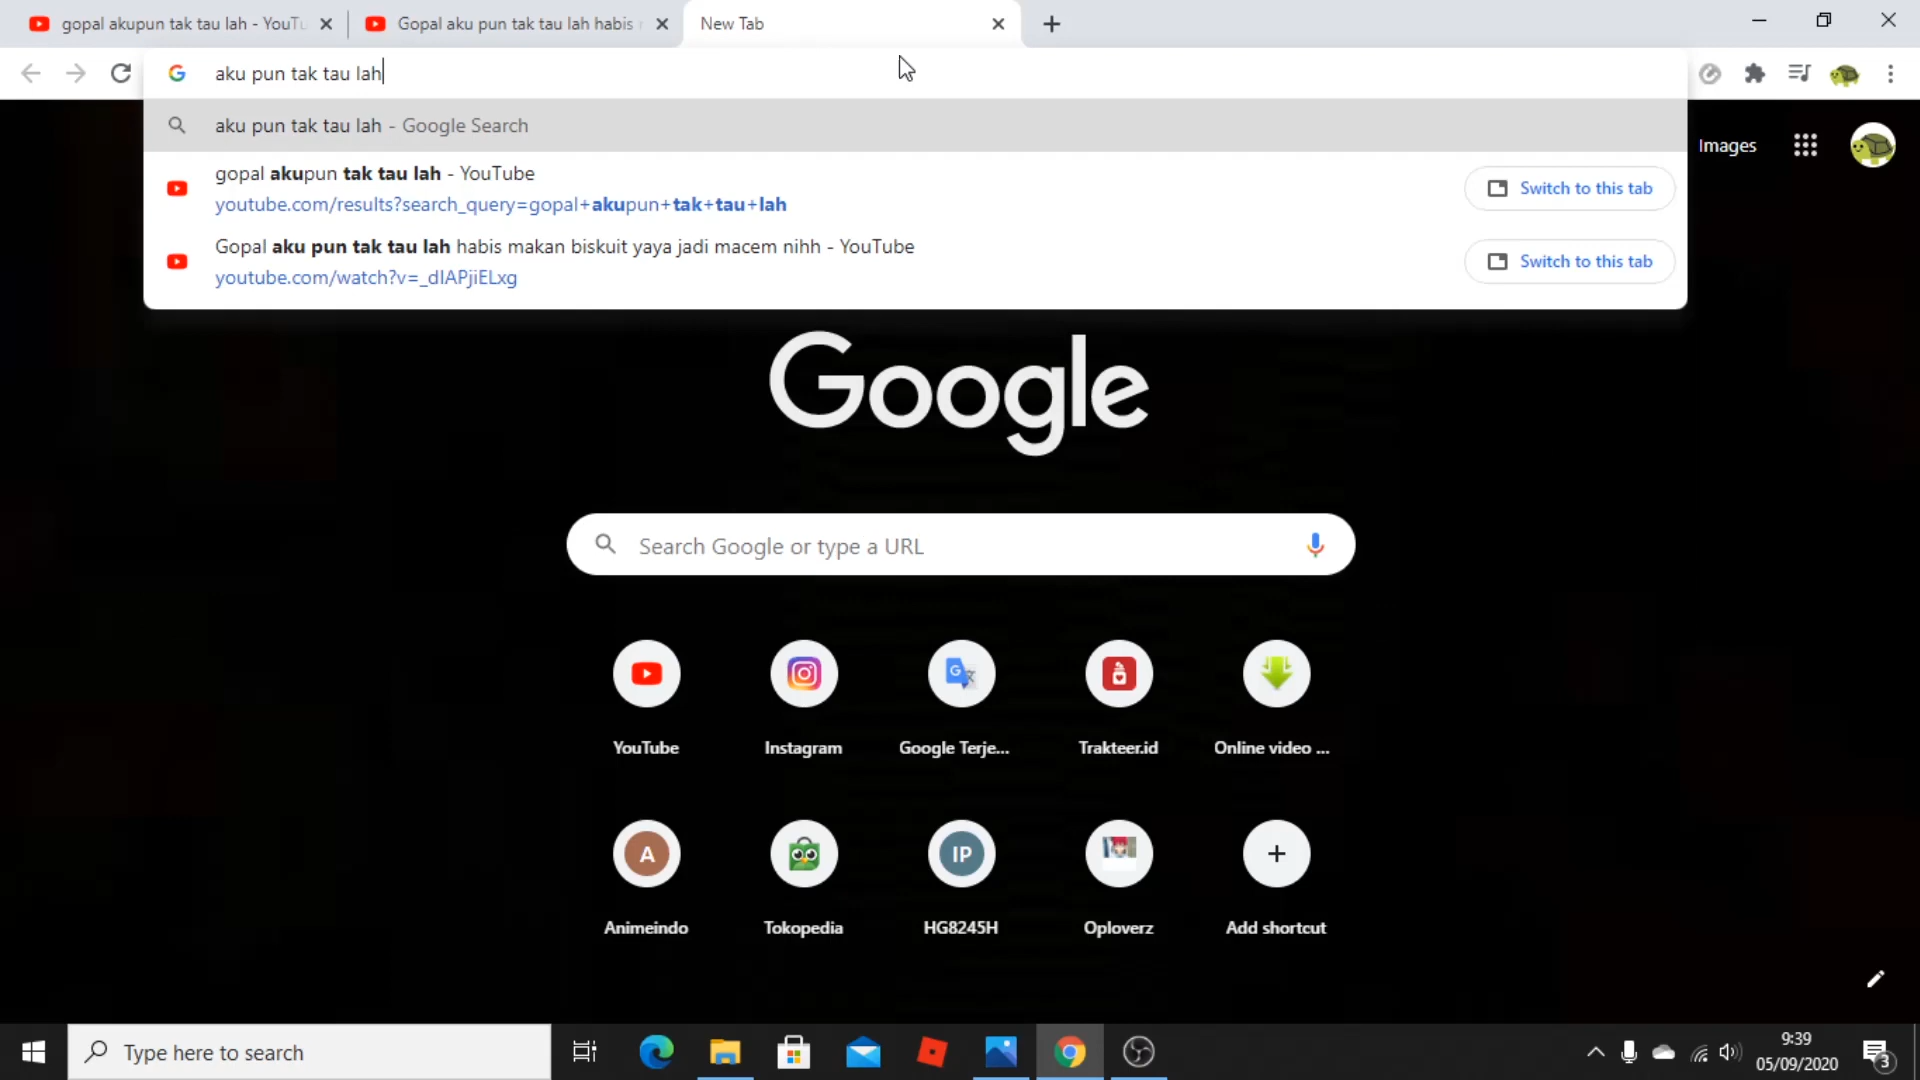 gopal akupun tak tau lah - YouTu
Gopal aku pun tak tau lah habis
New Tab
aku pun tak tau lah
aku pun tak tau lah - Google Search
gopal akupun tak tau lah - YouTube
youtube.com/results?search_query=gopal+akupun+tak+tau+lah
Switch to this tab
Gopal aku pun tak tau lah habis makan biskuit yaya jadi macem nihh - YouTube
youtube.com/watch?v=_dIAPjiELxg
Switch to this tab
Images
Google
Search Google or type a URL
YouTube
Instagram
Google Terje...
Trakteer.id
Online video ...
A
IP
Animeindo
Tokopedia
HG8245H
Oploverz
Add shortcut
Type here to search
9:39
05/09/2020
3